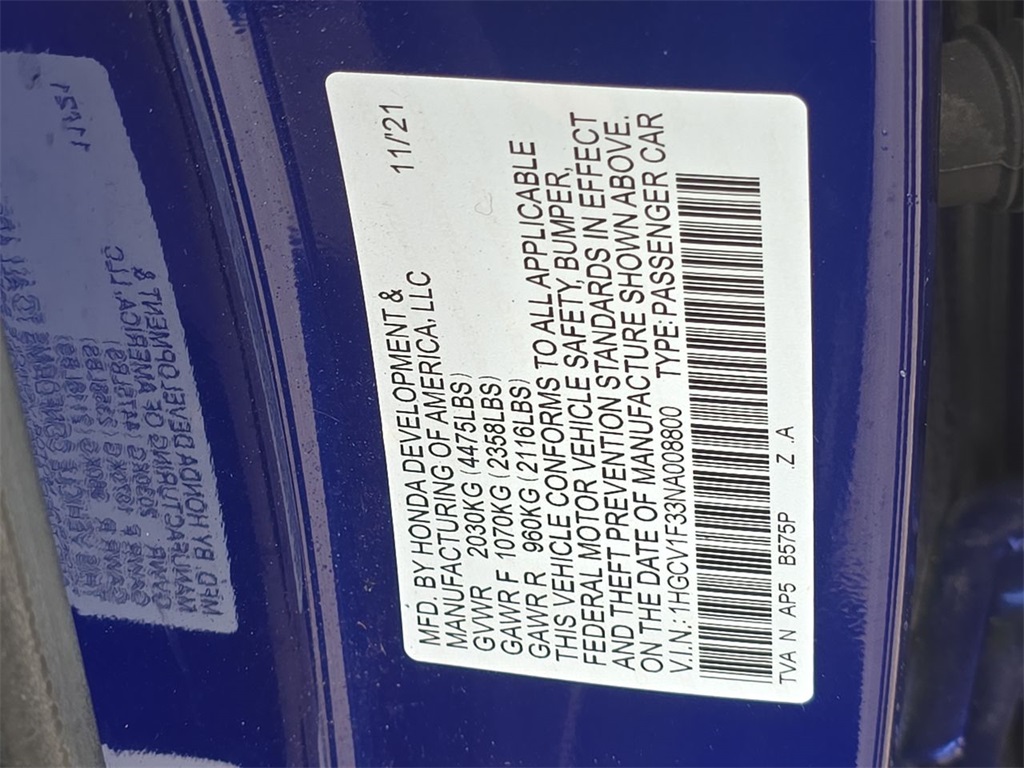 MFD. BY HONDA DEVELOPMENT & 11/'21
MANUFACTURING OF AMERICA, LLC
GVWR 2030KG (4475LBS)
GAWR F 1070KG (2358LBS)
GAWR R 960KG (2116LBS)
THIS VEHICLE CONFORMS TO ALL APPLICABLE
FEDERAL MOTOR VEHICLE SAFETY, BUMPER,
AND THEFT PREVENTION STANDARDS IN EFFECT
ON THE DATE OF MANUFACTURE SHOWN ABOVE.
V.I.N.: 1HGCV1F33NA008800 TYPE: PASSENGER CAR
TVA N AP5 B575P .Z .A